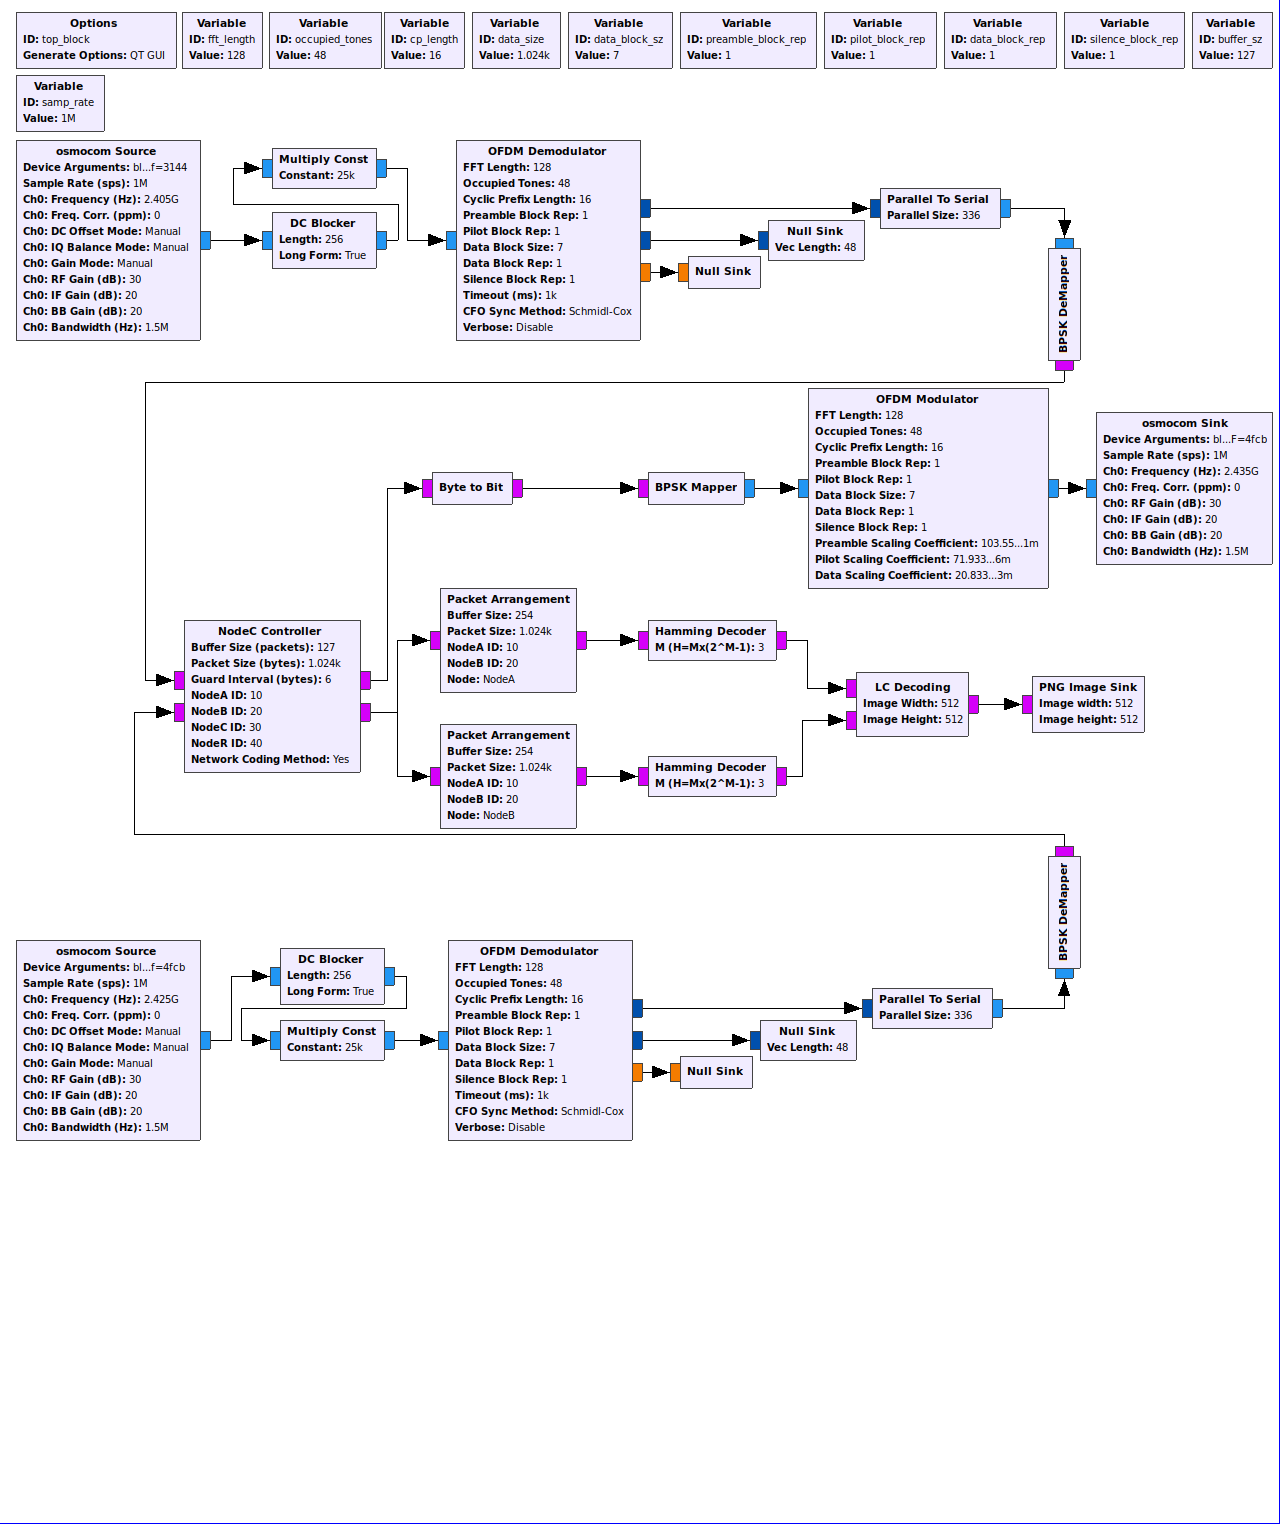 Options
ID: top_block
Generate Options: QT GUI
Variable
ID: fft_length
Value: 128
Variable
ID: occupied_tones
Value: 48
Variable
ID: cp_length
Value: 16
Variable
ID: data_size
Value: 1.024k
Variable
ID: data_block_sz
Value: 7
Variable
ID: preamble_block_rep
Value: 1
Variable
ID: pilot_block_rep
Value: 1
Variable
ID: data_block_rep
Value: 1
Variable
ID: silence_block_rep
Value: 1
Variable
ID: buffer_sz
Value: 127
Variable
ID: samp_rate
Value: 1M
osmocom Source
Device Arguments: bl...f=3144
Sample Rate (sps): 1M
Ch0: Frequency (Hz): 2.405G
Ch0: Freq. Corr. (ppm): 0
Ch0: DC Offset Mode: Manual
Ch0: IQ Balance Mode: Manual
Ch0: Gain Mode: Manual
Ch0: RF Gain (dB): 30
Ch0: IF Gain (dB): 20
Ch0: BB Gain (dB): 20
Ch0: Bandwidth (Hz): 1.5M
Multiply Const
Constant: 25k
DC Blocker
Length: 256
Long Form: True
OFDM Demodulator
FFT Length: 128
Occupied Tones: 48
Cyclic Prefix Length: 16
Preamble Block Rep: 1
Pilot Block Rep: 1
Data Block Size: 7
Data Block Rep: 1
Silence Block Rep: 1
Timeout (ms): 1k
CFO Sync Method: Schmidl-Cox
Verbose: Disable
Parallel To Serial
Parallel Size: 336
Null Sink
Vec Length: 48
Null Sink
BPSK DeMapper
OFDM Modulator
FFT Length: 128
Occupied Tones: 48
Cyclic Prefix Length: 16
Preamble Block Rep: 1
Pilot Block Rep: 1
Data Block Size: 7
Data Block Rep: 1
Silence Block Rep: 1
Preamble Scaling Coefficient: 103.55...1m
Pilot Scaling Coefficient: 71.933...6m
Data Scaling Coefficient: 20.833...3m
osmocom Sink
Device Arguments: bl...F=4fcb
Sample Rate (sps): 1M
Ch0: Frequency (Hz): 2.435G
Ch0: Freq. Corr. (ppm): 0
Ch0: RF Gain (dB): 30
Ch0: IF Gain (dB): 20
Ch0: BB Gain (dB): 20
Ch0: Bandwidth (Hz): 1.5M
Byte to Bit
BPSK Mapper
NodeC Controller
Buffer Size (packets): 127
Packet Size (bytes): 1.024k
Guard Interval (bytes): 6
NodeA ID: 10
NodeB ID: 20
NodeC ID: 30
NodeR ID: 40
Network Coding Method: Yes
Packet Arrangement
Buffer Size: 254
Packet Size: 1.024k
NodeA ID: 10
NodeB ID: 20
Node: NodeA
Hamming Decoder
M (H=Mx(2^M-1): 3
Packet Arrangement
Buffer Size: 254
Packet Size: 1.024k
NodeA ID: 10
NodeB ID: 20
Node: NodeB
Hamming Decoder
M (H=Mx(2^M-1): 3
LC Decoding
Image Width: 512
Image Height: 512
PNG Image Sink
Image width: 512
Image height: 512
BPSK DeMapper
osmocom Source
Device Arguments: bl...f=4fcb
Sample Rate (sps): 1M
Ch0: Frequency (Hz): 2.425G
Ch0: Freq. Corr. (ppm): 0
Ch0: DC Offset Mode: Manual
Ch0: IQ Balance Mode: Manual
Ch0: Gain Mode: Manual
Ch0: RF Gain (dB): 30
Ch0: IF Gain (dB): 20
Ch0: BB Gain (dB): 20
Ch0: Bandwidth (Hz): 1.5M
DC Blocker
Length: 256
Long Form: True
Multiply Const
Constant: 25k
OFDM Demodulator
FFT Length: 128
Occupied Tones: 48
Cyclic Prefix Length: 16
Preamble Block Rep: 1
Pilot Block Rep: 1
Data Block Size: 7
Data Block Rep: 1
Silence Block Rep: 1
Timeout (ms): 1k
CFO Sync Method: Schmidl-Cox
Verbose: Disable
Parallel To Serial
Parallel Size: 336
Null Sink
Vec Length: 48
Null Sink